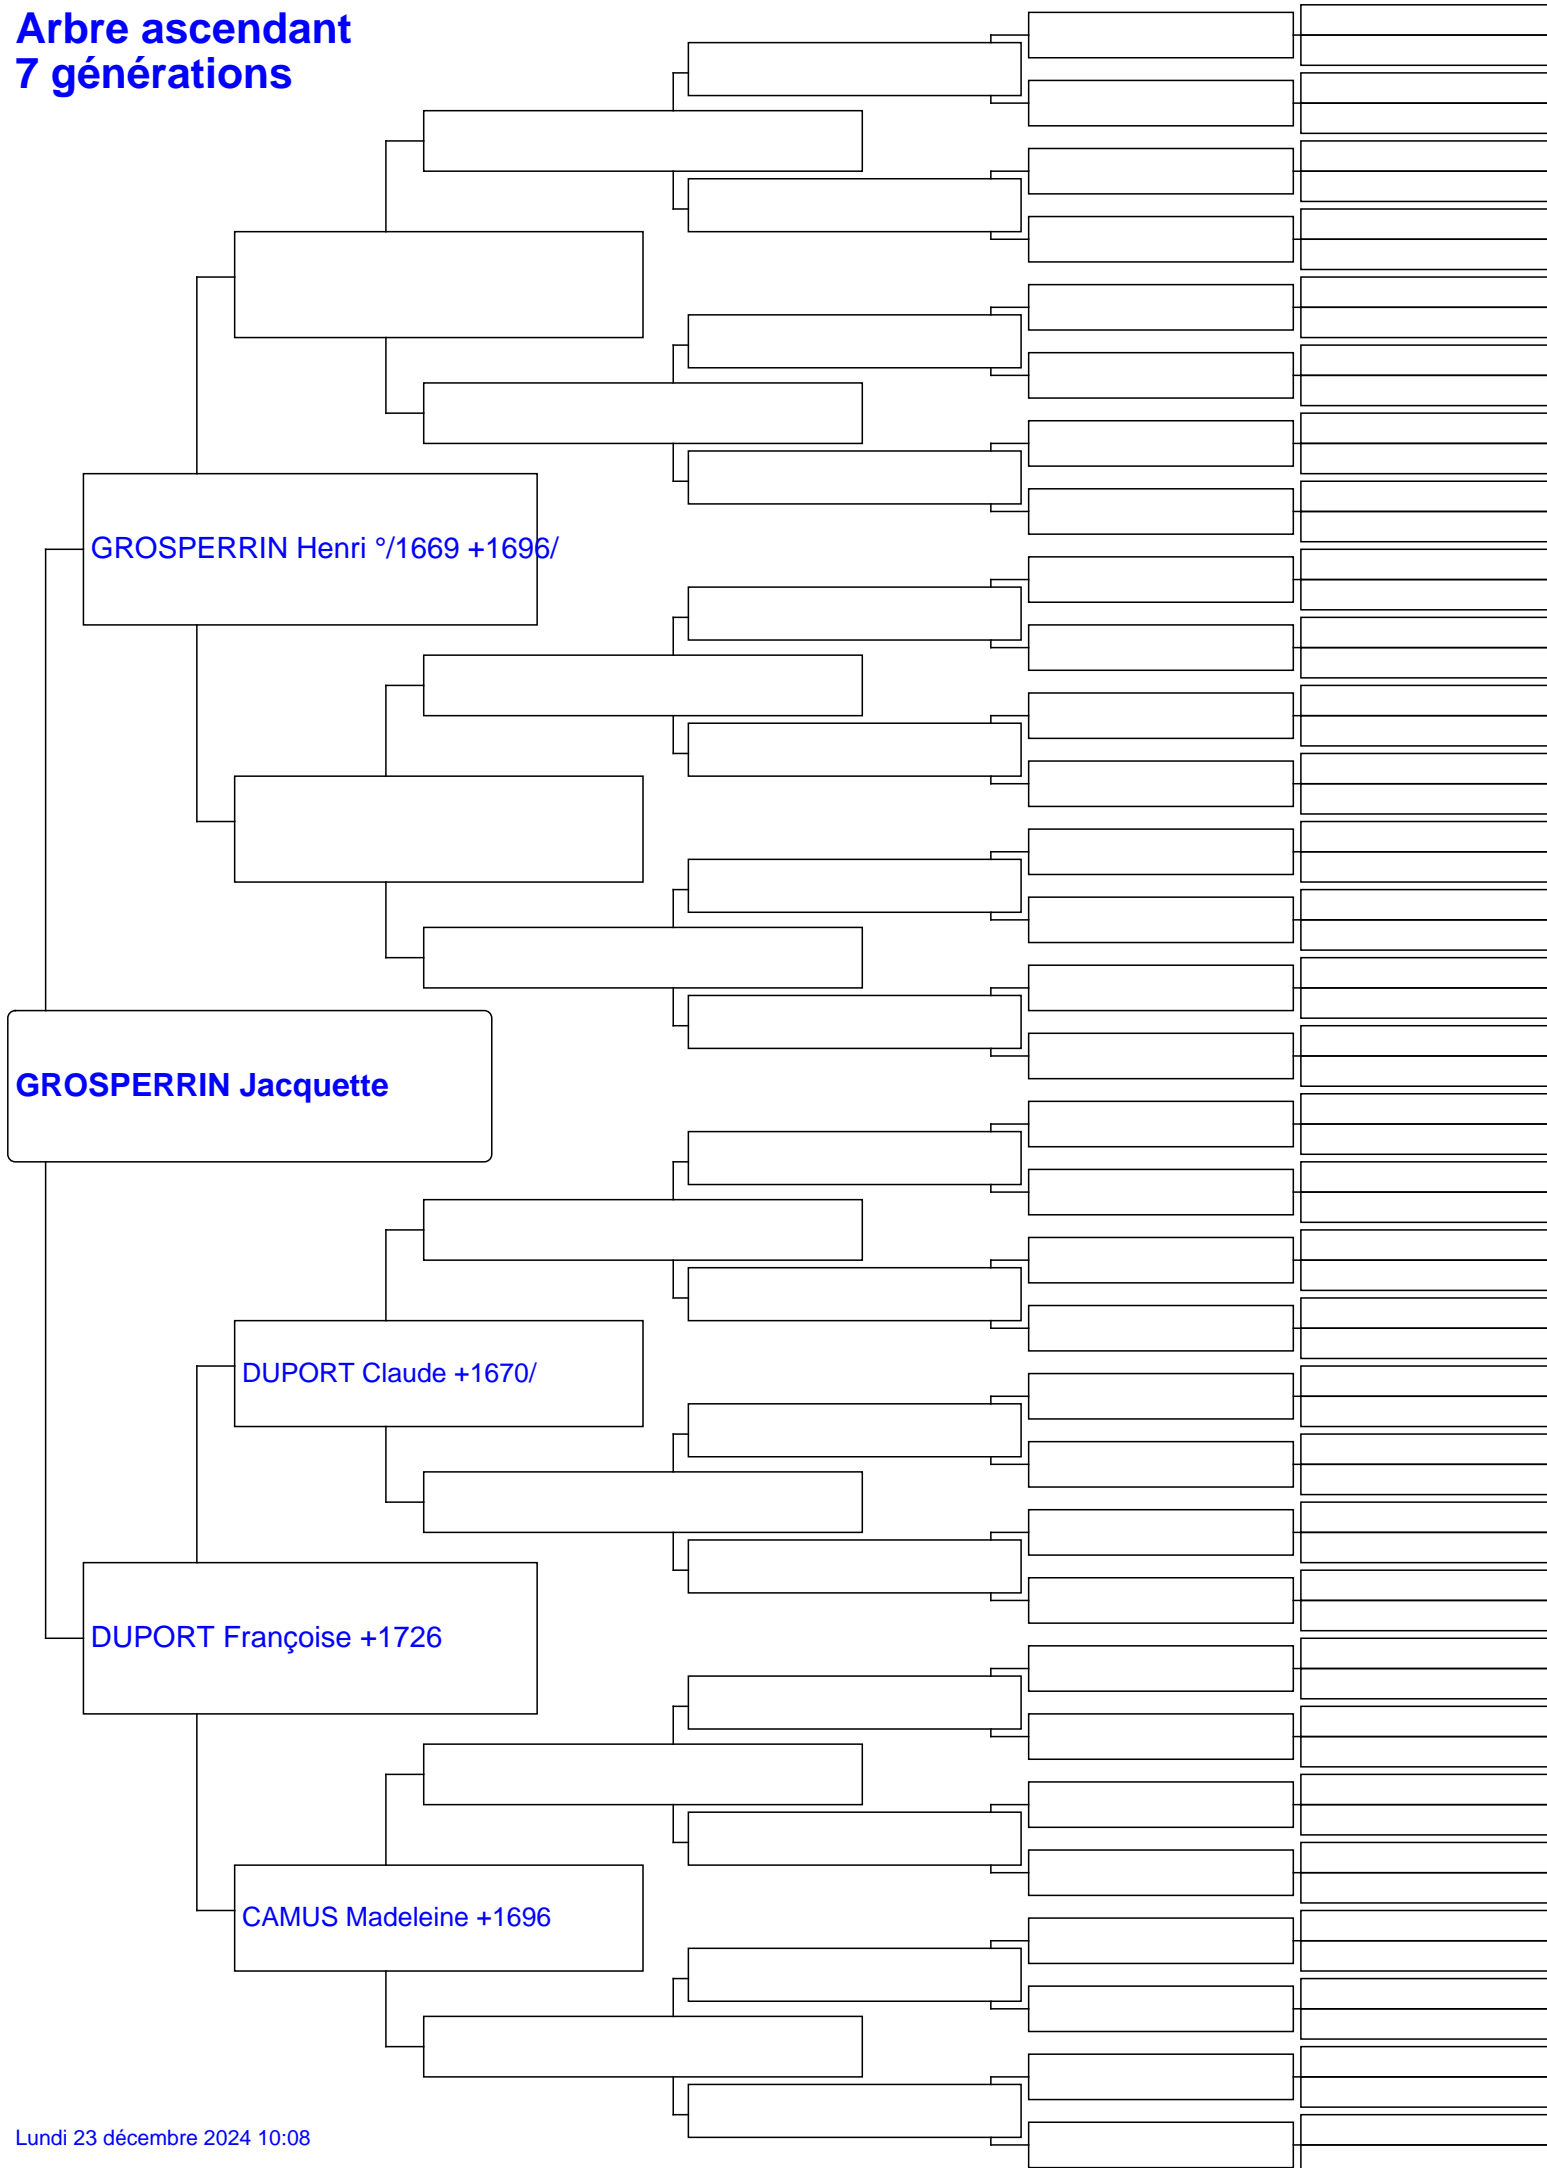 Arbre ascendant
7 générations
GROSPERRIN Henri °/1669 +1696/
GROSPERRIN Jacquette
DUPORT Claude +1670/
DUPORT Françoise +1726
CAMUS Madeleine +1696
Lundi 23 décembre 2024 10:08